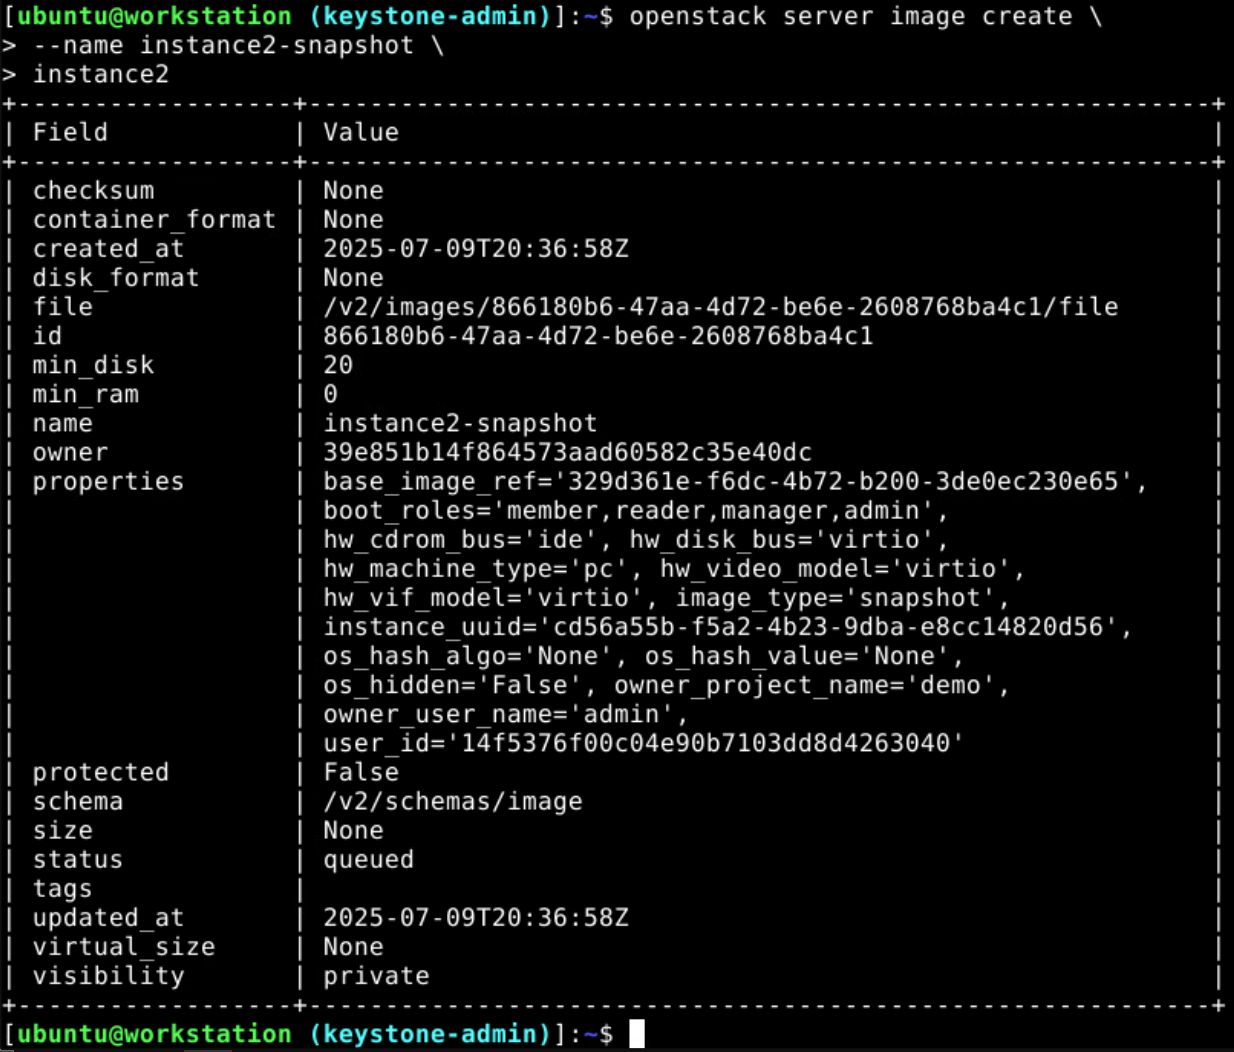 [ubuntu@workstation (keystone-admin)]:~$ openstack server image create \
> --name instance2-snapshot \
> instance2
+------------------+------------------------------------------------------------+
| Field            | Value                                                      |
+------------------+------------------------------------------------------------+
| checksum         | None                                                       |
| container_format | None                                                       |
| created_at       | 2025-07-09T20:36:58Z                                       |
| disk_format      | None                                                       |
| file             | /v2/images/866180b6-47aa-4d72-be6e-2608768ba4c1/file       |
| id               | 866180b6-47aa-4d72-be6e-2608768ba4c1                       |
| min_disk         | 20                                                         |
| min_ram          | 0                                                          |
| name             | instance2-snapshot                                         |
| owner            | 39e851b14f864573aad60582c35e40dc                           |
| properties       | base_image_ref='329d361e-f6dc-4b72-b200-3de0ec230e65',     |
|                  | boot_roles='member,reader,manager,admin',                  |
|                  | hw_cdrom_bus='ide', hw_disk_bus='virtio',                  |
|                  | hw_machine_type='pc', hw_video_model='virtio',             |
|                  | hw_vif_model='virtio', image_type='snapshot',              |
|                  | instance_uuid='cd56a55b-f5a2-4b23-9dba-e8cc14820d56',      |
|                  | os_hash_algo='None', os_hash_value='None',                 |
|                  | os_hidden='False', owner_project_name='demo',              |
|                  | owner_user_name='admin',                                   |
|                  | user_id='14f5376f00c04e90b7103dd8d4263040'                 |
| protected        | False                                                      |
| schema           | /v2/schemas/image                                          |
| size             | None                                                       |
| status           | queued                                                     |
| tags             |                                                            |
| updated_at       | 2025-07-09T20:36:58Z                                       |
| virtual_size     | None                                                       |
| visibility       | private                                                    |
+------------------+------------------------------------------------------------+
[ubuntu@workstation (keystone-admin)]:~$